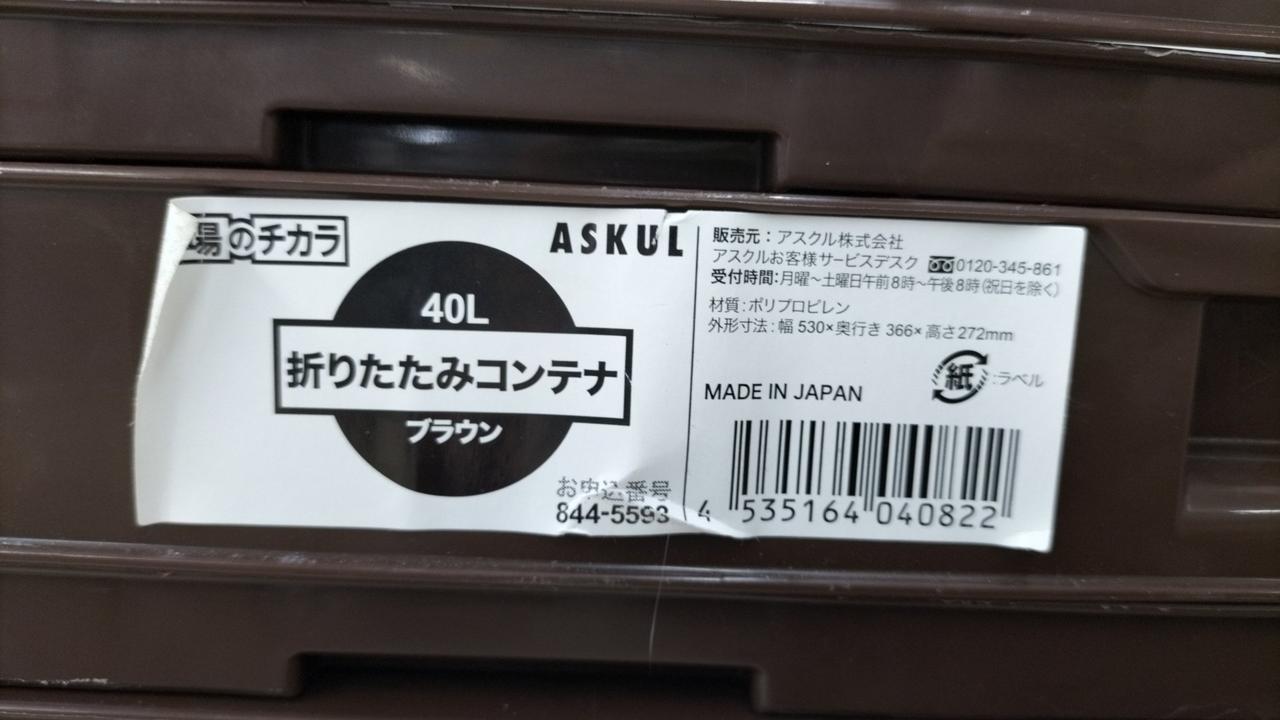 場のチカラ
ASKUL
40L
折りたたみコンテナ
ブラウン
お申込番号
844-5593
販売元：アスクル株式会社
アスクルお客様サービスデスク 0120-345-861
受付時間：月曜～土曜日午前8時～午後8時（祝日を除く）
材質：ポリプロピレン
外形寸法：幅 530×奥行き 366×高さ272mm
紙：ラベル
MADE IN JAPAN
4 535164 040822